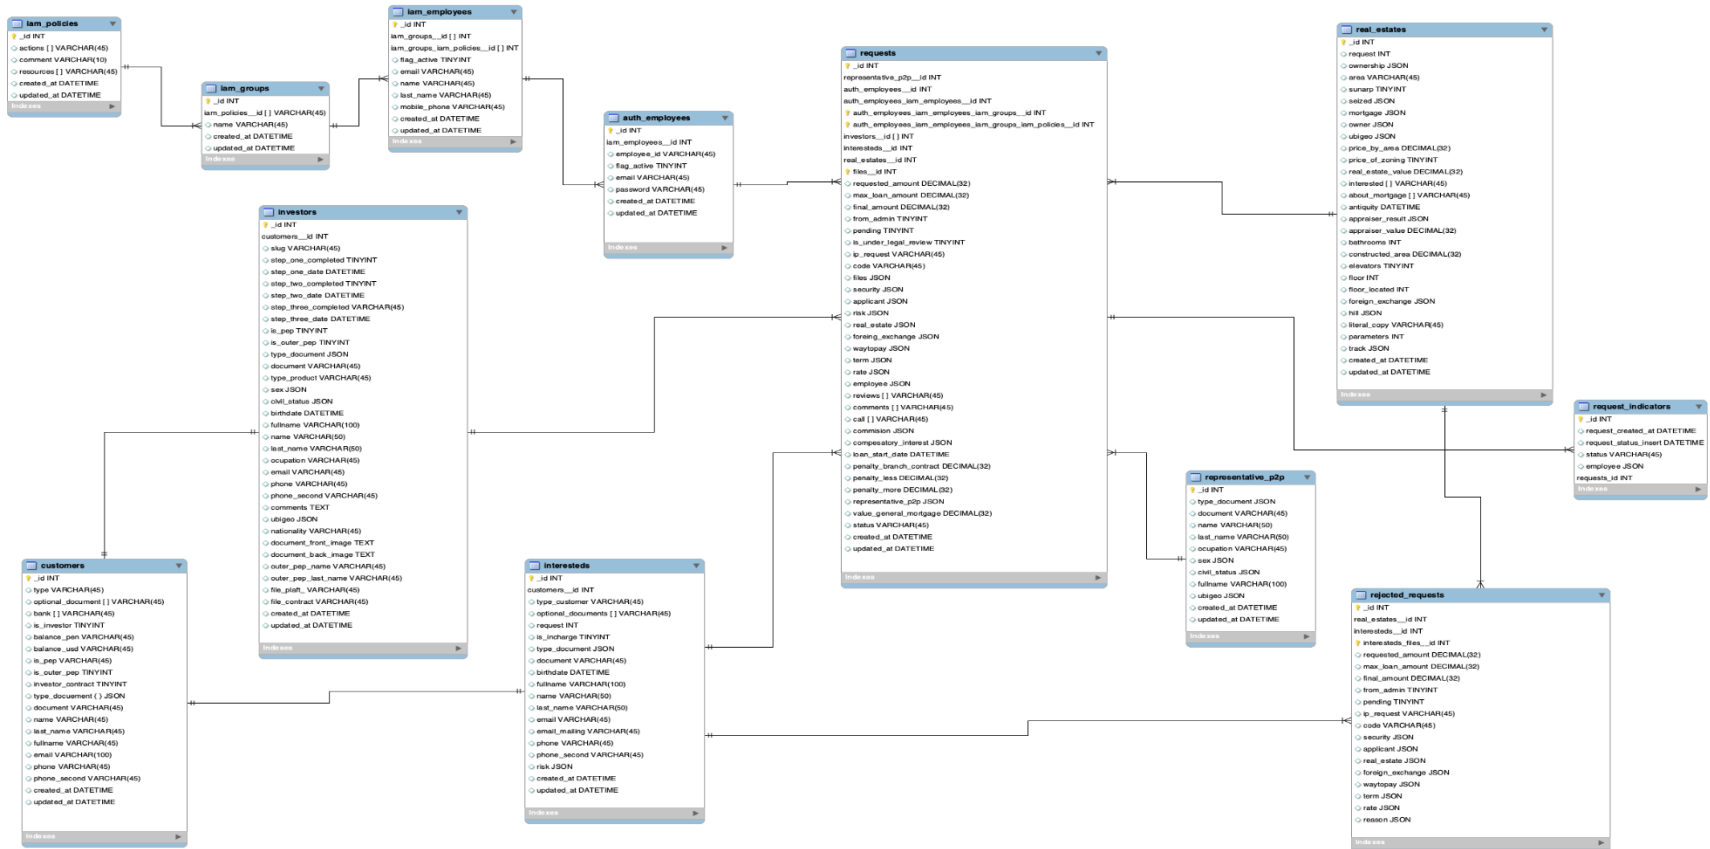 iam_policies
_id INT
actions [ ] VARCHAR(45)
comment VARCHAR(10)
resources [ ] VARCHAR(45)
created_at DATETIME
updated_at DATETIME
Indexes
iam_groups
_id INT
iam_policies__id [ ] VARCHAR(45)
name VARCHAR(45)
created_at DATETIME
updated_at DATETIME
Indexes
iam_employees
_id INT
iam_groups__id [ ] INT
iam_groups_iam_policies__id [ ] INT
flag_active TINYINT
email VARCHAR(45)
name VARCHAR(45)
last_name VARCHAR(45)
mobile_phone VARCHAR(45)
created_at DATETIME
updated_at DATETIME
Indexes
auth_employees
_id INT
iam_employees__id INT
employee_id VARCHAR(45)
flag_active TINYINT
email VARCHAR(45)
password VARCHAR(45)
created_at DATETIME
updated_at DATETIME
Indexes
requests
_id INT
representative_p2p__id INT
auth_employees__id INT
auth_employees_iam_employees__id INT
auth_employees_iam_employees_iam_groups__id INT
auth_employees_iam_employees_iam_groups_iam_policies__id INT
investors__id [ ] INT
interesteds__id INT
real_estates__id INT
files__id INT
requested_amount DECIMAL(32)
max_loan_amount DECIMAL(32)
final_amount DECIMAL(32)
from_admin TINYINT
pending TINYINT
is_under_legal_review TINYINT
ip_request VARCHAR(45)
code VARCHAR(45)
files JSON
security JSON
applicant JSON
risk JSON
real_estate JSON
foreing_exchange JSON
waytopay JSON
term JSON
rate JSON
employee JSON
reviews [ ] VARCHAR(45)
comments [ ] VARCHAR(45)
call [ ] VARCHAR(45)
commision JSON
compesatory_interest JSON
loan_start_date DATETIME
penalty_branch_contract DECIMAL(32)
penalty_less DECIMAL(32)
penalty_more DECIMAL(32)
representative_p2p JSON
value_general_mortgage DECIMAL(32)
status VARCHAR(45)
created_at DATETIME
updated_at DATETIME
Indexes
real_estates
_id INT
request INT
ownership JSON
area VARCHAR(45)
sunarp TINYINT
seized JSON
mortgage JSON
owner JSON
ubigeo JSON
price_by_area DECIMAL(32)
price_of_zoning TINYINT
real_estate_value DECIMAL(32)
interested [ ] VARCHAR(45)
about_mortgage [ ] VARCHAR(45)
antiquity DATETIME
appraiser_result JSON
appraiser_value DECIMAL(32)
bathrooms INT
constructed_area DECIMAL(32)
elevators TINYINT
floor INT
floor_located INT
foreign_exchange JSON
hill JSON
literal_copy VARCHAR(45)
parameters INT
track JSON
created_at DATETIME
updated_at DATETIME
Indexes
investors
_id INT
customers__id INT
slug VARCHAR(45)
step_one_completed TINYINT
step_one_date DATETIME
step_two_completed TINYINT
step_two_date DATETIME
step_three_completed VARCHAR(45)
step_three_date DATETIME
is_pep TINYINT
is_outer_pep TINYINT
type_document JSON
document VARCHAR(45)
type_product VARCHAR(45)
sex JSON
civil_status JSON
birthdate DATETIME
fullname VARCHAR(100)
name VARCHAR(50)
last_name VARCHAR(50)
ocupation VARCHAR(45)
email VARCHAR(45)
phone VARCHAR(45)
phone_second VARCHAR(45)
comments TEXT
ubigeo JSON
nationality VARCHAR(45)
document_front_image TEXT
document_back_image TEXT
outer_pep_name VARCHAR(45)
outer_pep_last_name VARCHAR(45)
file_plaft_ VARCHAR(45)
file_contract VARCHAR(45)
created_at DATETIME
updated_at DATETIME
Indexes
request_indicators
_id INT
request_created_at DATETIME
request_status_insert DATETIME
status VARCHAR(45)
employee JSON
requests_id INT
Indexes
representative_p2p
_id INT
type_document JSON
document VARCHAR(45)
name VARCHAR(50)
last_name VARCHAR(50)
ocupation VARCHAR(45)
sex JSON
civil_status JSON
fullname VARCHAR(100)
ubigeo JSON
created_at DATETIME
updated_at DATETIME
Indexes
customers
_id INT
type VARCHAR(45)
optional_document [ ] VARCHAR(45)
bank [ ] VARCHAR(45)
is_investor TINYINT
balance_pen VARCHAR(45)
balance_usd VARCHAR(45)
is_pep VARCHAR(45)
is_outer_pep TINYINT
investor_contract TINYINT
type_docuement { } JSON
document VARCHAR(45)
name VARCHAR(45)
last_name VARCHAR(45)
fullname VARCHAR(45)
email VARCHAR(100)
phone VARCHAR(45)
phone_second VARCHAR(45)
created_at DATETIME
updated_at DATETIME
Indexes
interesteds
_id INT
customers__id INT
type_customer VARCHAR(45)
optional_documents [ ] VARCHAR(45)
request INT
is_incharge TINYINT
type_document JSON
document VARCHAR(45)
birthdate DATETIME
fullname VARCHAR(100)
name VARCHAR(50)
last_name VARCHAR(50)
email VARCHAR(45)
email_mailing VARCHAR(45)
phone VARCHAR(45)
phone_second VARCHAR(45)
risk JSON
created_at DATETIME
updated_at DATETIME
Indexes
rejected_requests
_id INT
real_estates__id INT
interesteds__id INT
interesteds_files__id INT
requested_amount DECIMAL(32)
max_loan_amount DECIMAL(32)
final_amount DECIMAL(32)
from_admin TINYINT
pending TINYINT
ip_request VARCHAR(45)
code VARCHAR(45)
security JSON
applicant JSON
real_estate JSON
foreign_exchange JSON
waytopay JSON
term JSON
rate JSON
reason JSON
Indexes